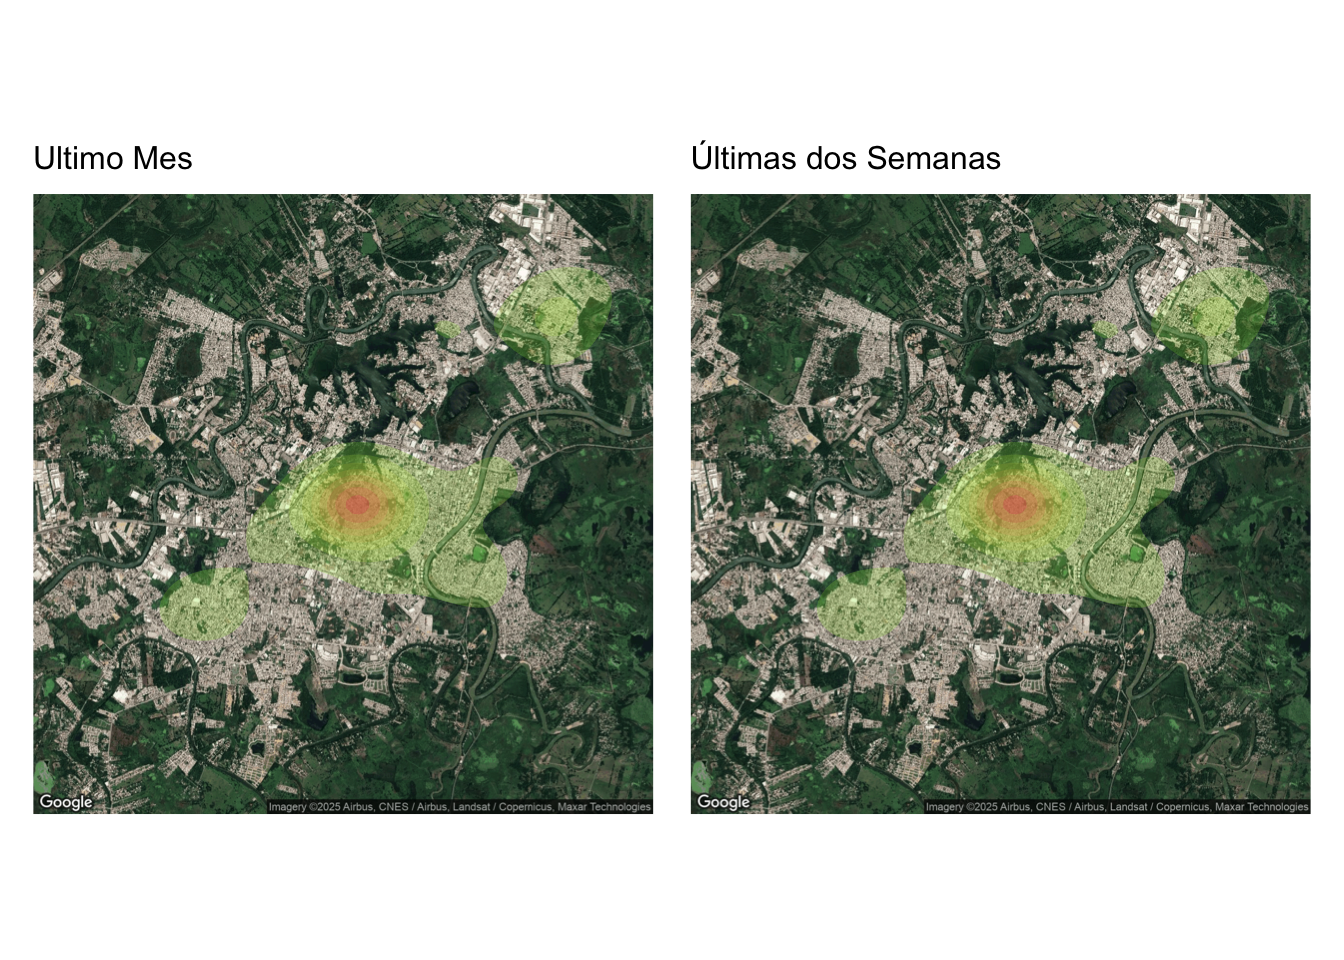 Ultimo Mes
Últimas dos Semanas
Google
Imagery ©2025 Airbus, CNES / Airbus, Landsat / Copernicus, Maxar Technologies
Google
Imagery ©2025 Airbus, CNES / Airbus, Landsat / Copernicus, Maxar Technologies